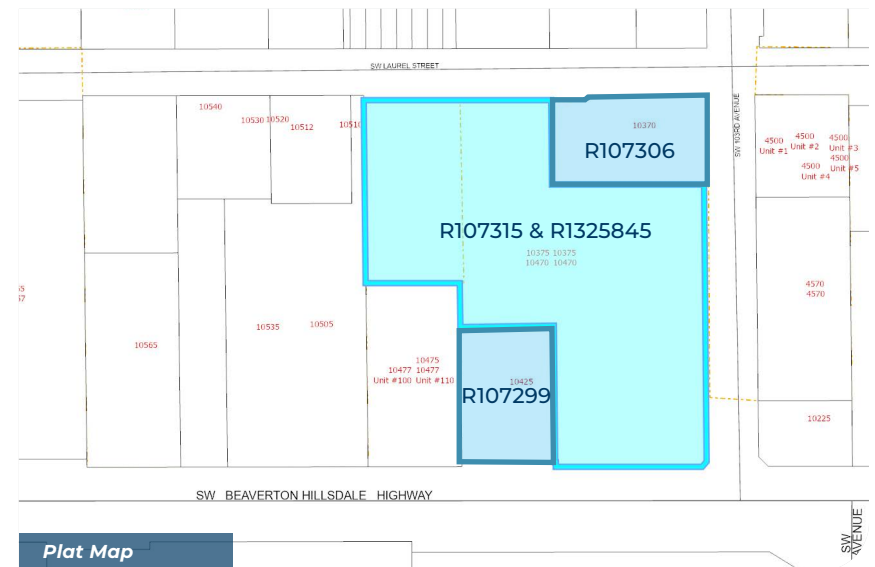 SW LAUREL STREET
SW 103RD AVENUE
10540
10530 10520
10512
10510
10370
R107306
4500
Unit #1
4500
Unit #2
4500
Unit #3
4500
Unit #5
4500
Unit #4
R107315 & R1325845
10375 10375
10470 10470
4570
4570
10565
10535
10505
10475
10477 10477
Unit #100 Unit #110
10425
R107299
10225
SW BEAVERTON HILLSDALE HIGHWAY
SW
AVENUE
Plat Map